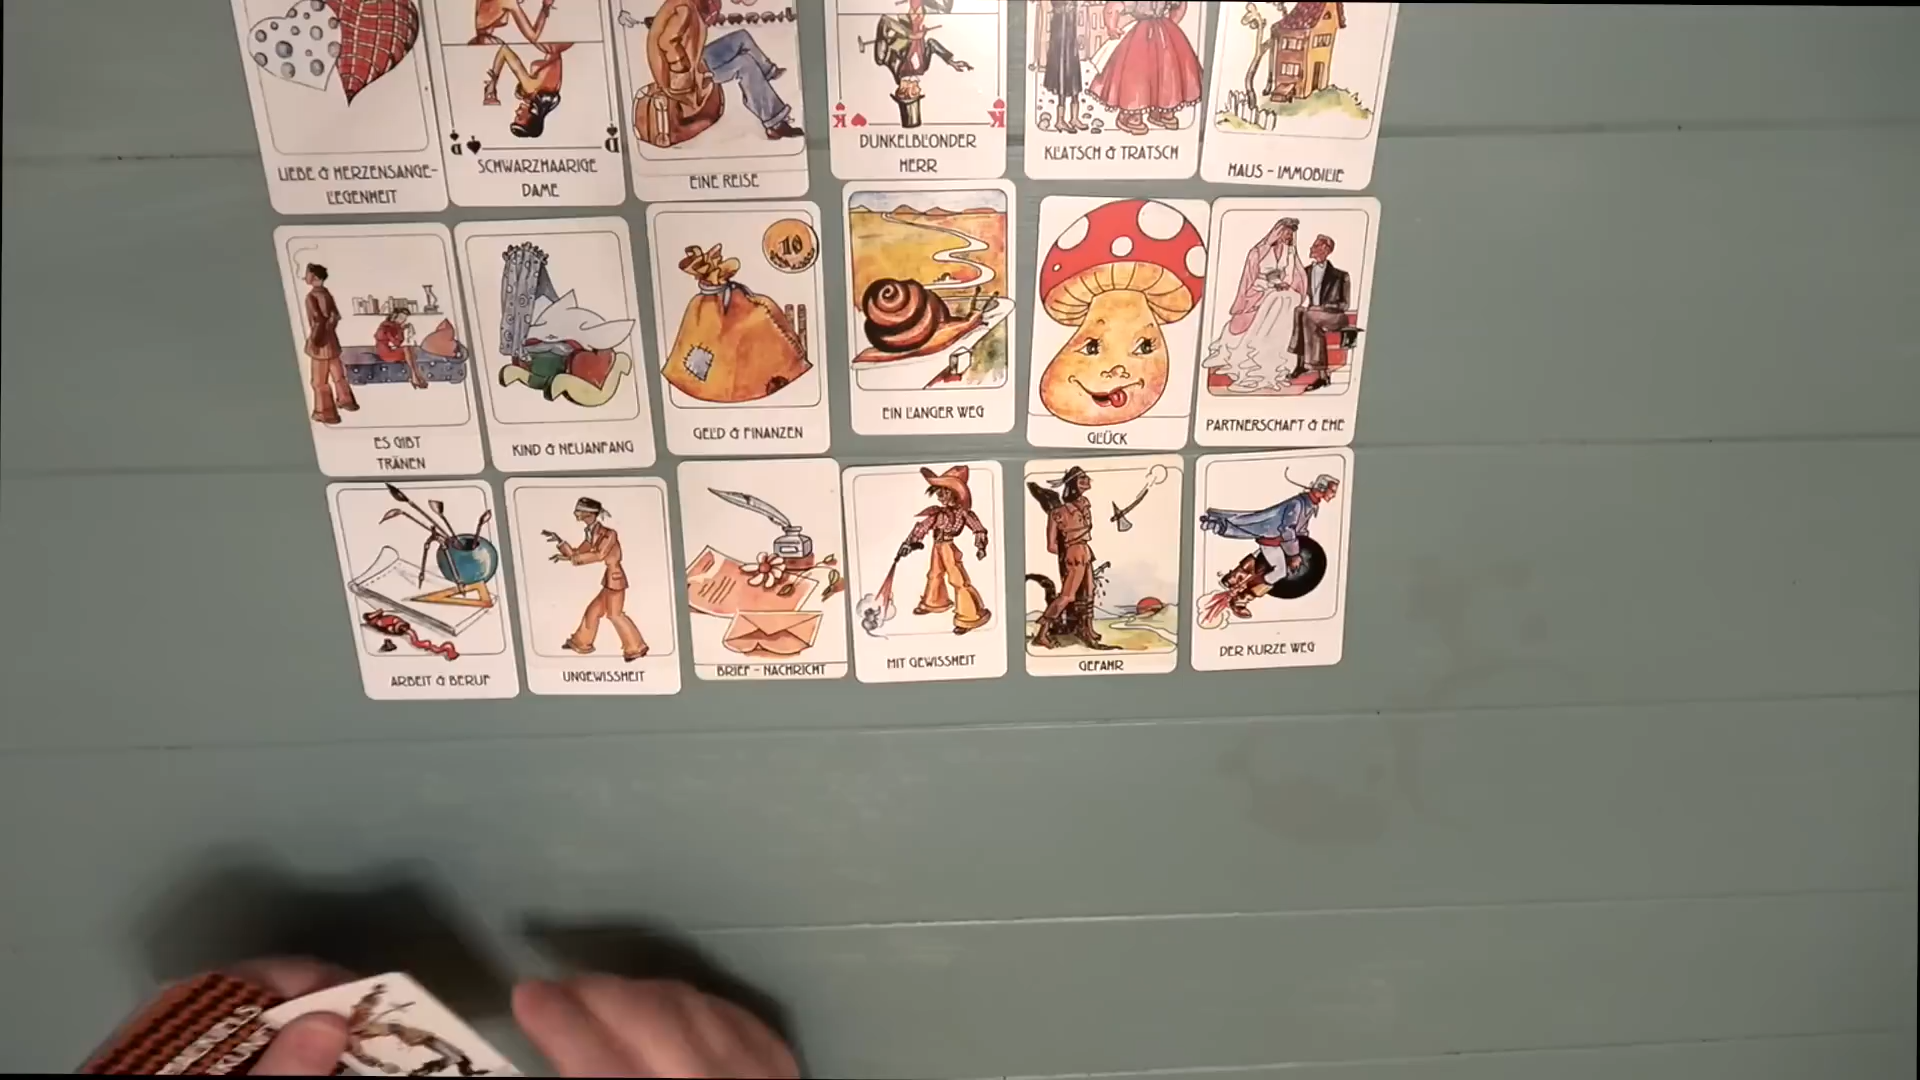 LIEBE & HERZENSANGE-
LEGENHEIT
D
D
SCHWARZHAARIGE
DAME
EINE REISE
K
K
DUNKELBLONDER
HERR
KLATSCH & TRATSCH
HAUS - IMMOBILIE
ES GIBT
TRÄNEN
KIND & NEUANFANG
10
GELD & FINANZEN
EIN LANGER WEG
GLÜCK
PARTNERSCHAFT & EHE
ARBEIT & BERUF
UNGEWISSHEIT
BRIEF - NACHRICHT
MIT GEWISSHEIT
GEFAHR
DER KURZE WEG